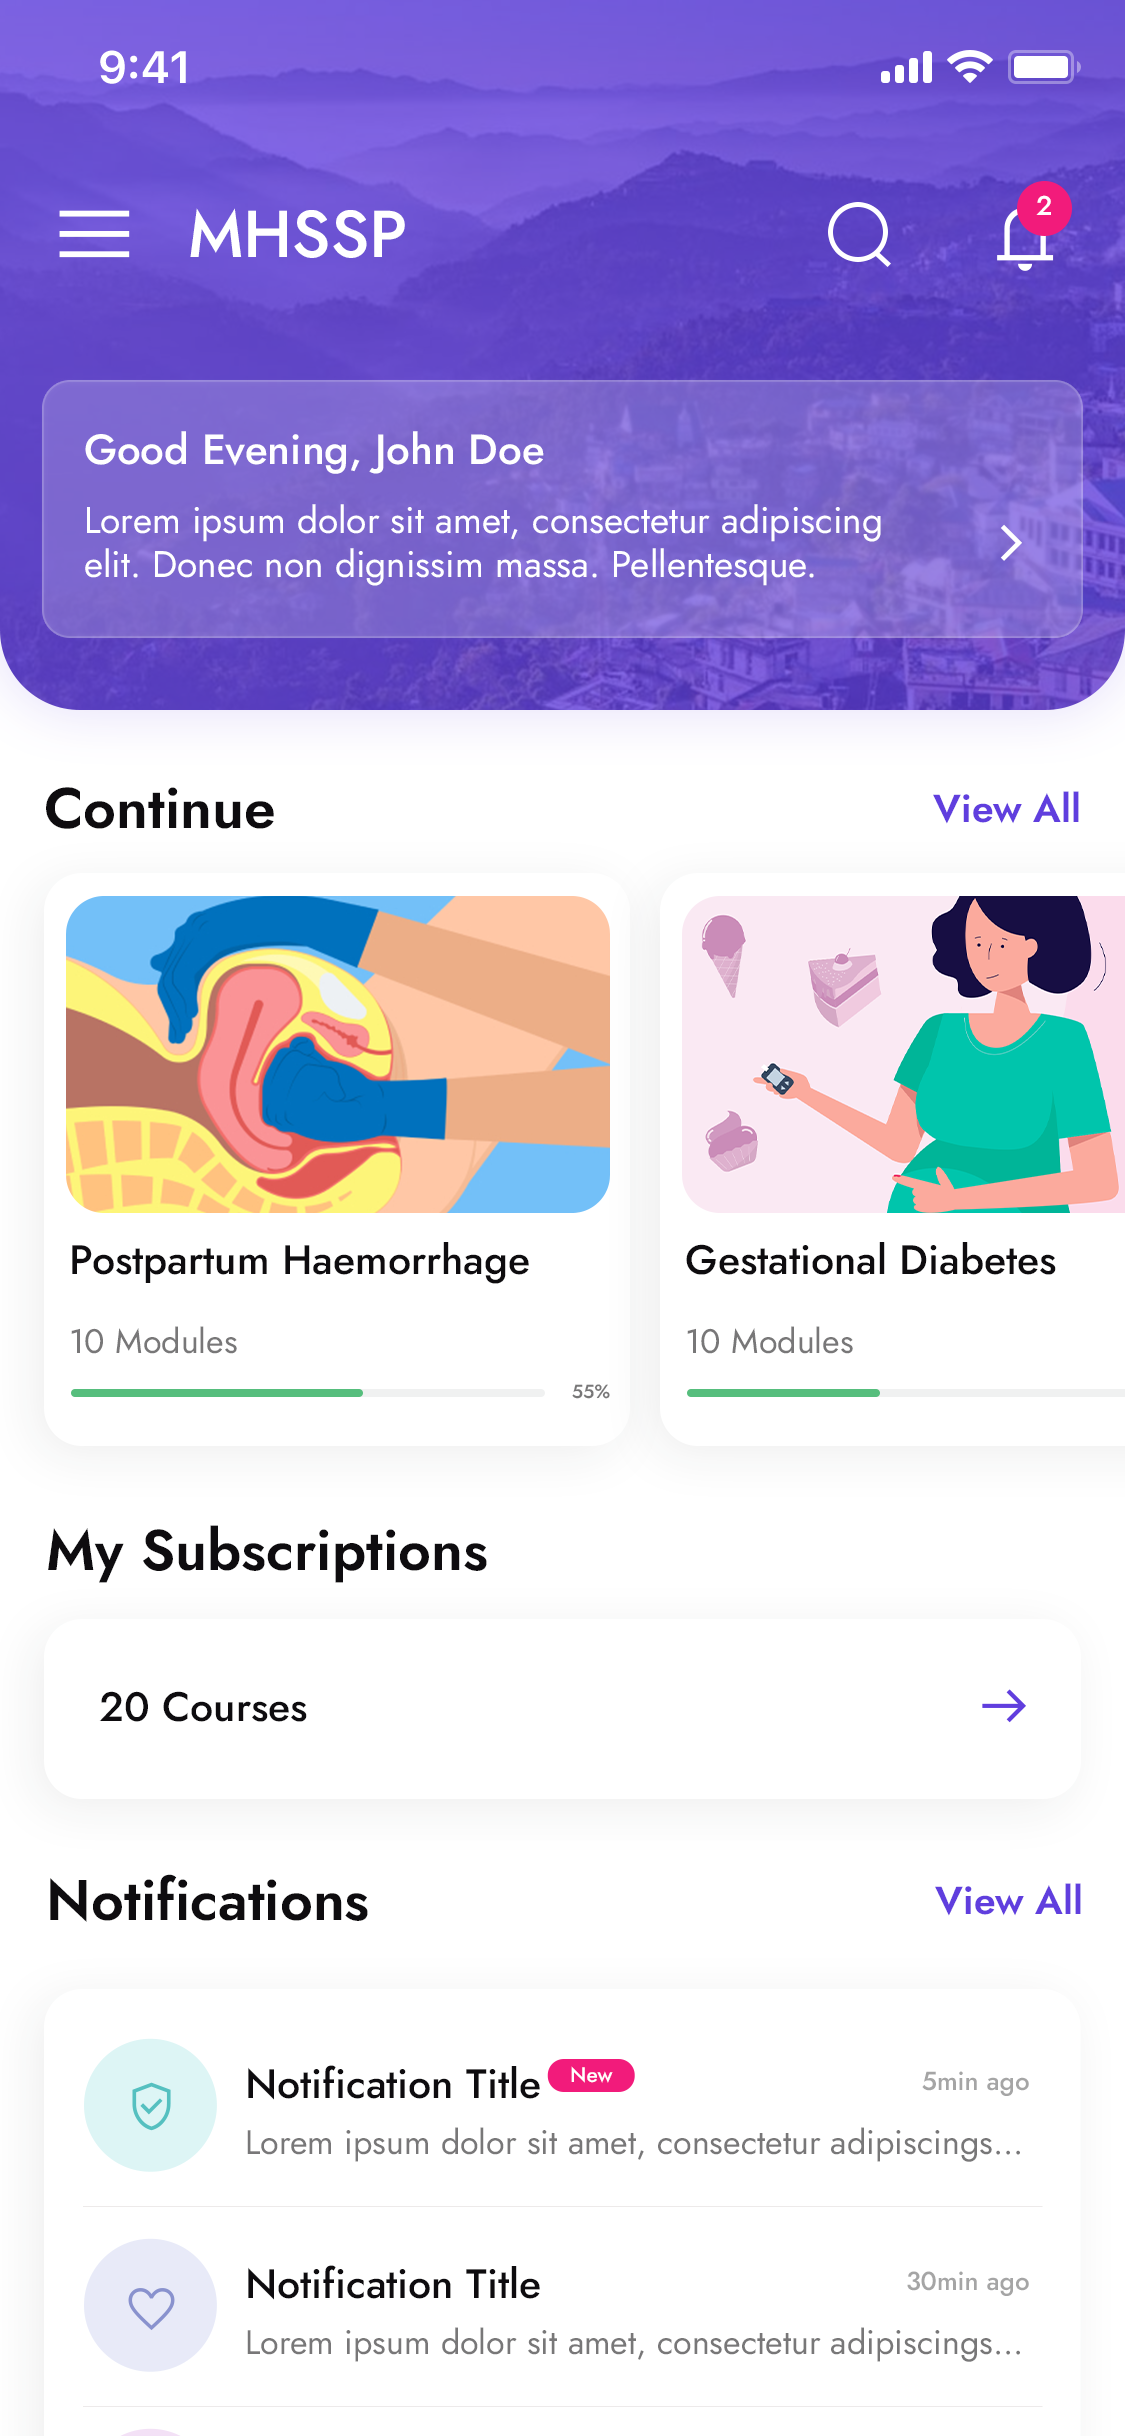 9:41
MHSSP
2
Good Evening, John Doe
Lorem ipsum dolor sit amet, consectetur adipiscing
elit. Donec non dignissim massa. Pellentesque.
Continue
View All
Postpartum Haemorrhage
10 Modules
55%
Gestational Diabetes
10 Modules
My Subscriptions
20 Courses
Notifications
View All
Notification Title
New
5min ago
Lorem ipsum dolor sit amet, consectetur adipiscings...
Notification Title
30min ago
Lorem ipsum dolor sit amet, consectetur adipiscings...